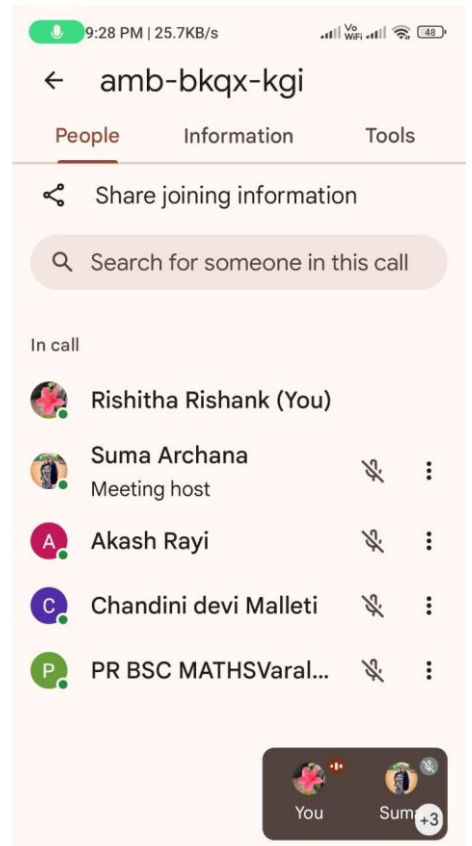 9:28 PM | 25.7KB/s Vo WiFi 48
amb-bkqx-kgi
People Information Tools
Share joining information
Search for someone in this call
In call
Rishitha Rishank (You)
Suma Archana
Meeting host
A Akash Rayi
C Chandini devi Malleti
P PR BSC MATHSVaral...
You Suma +3